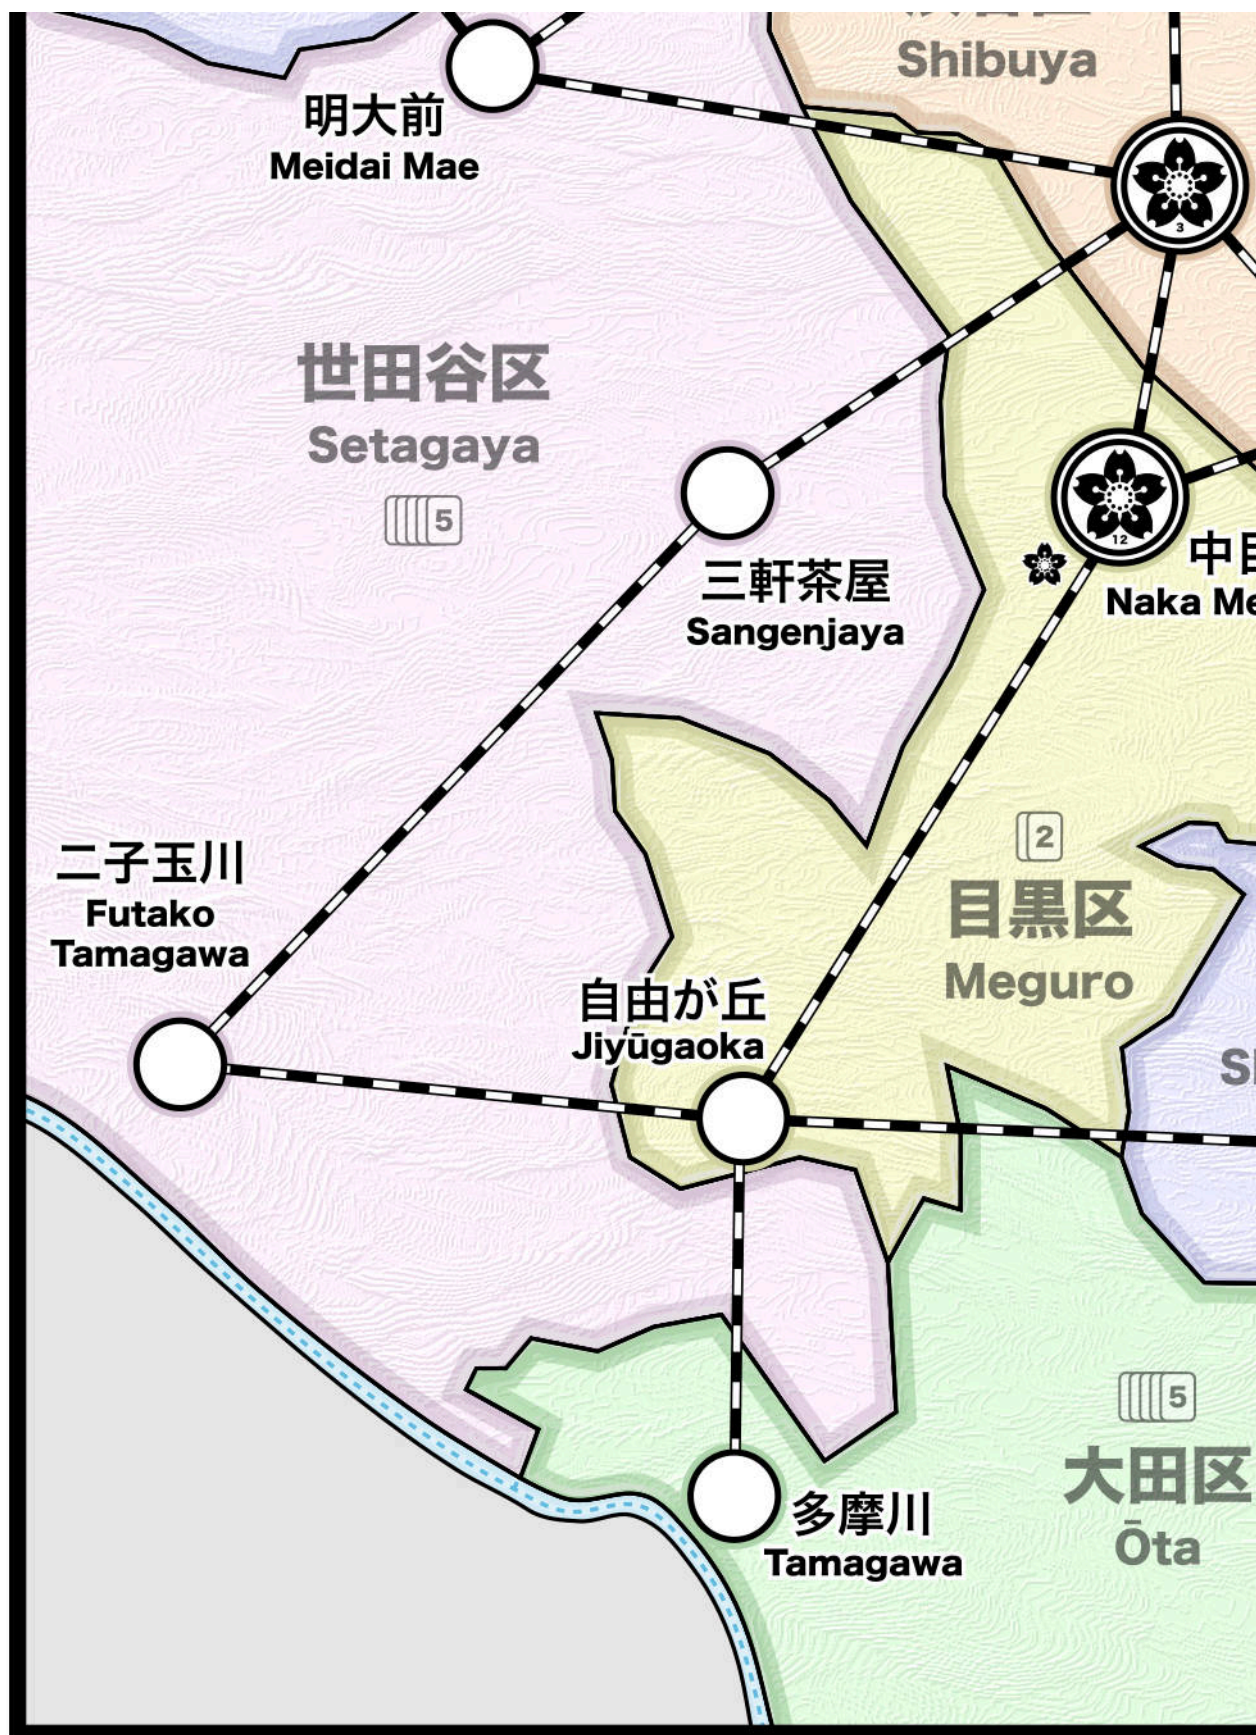 Shibuya
明大前
Meidai Mae
3
世田谷区
Setagaya
5
12
三軒茶屋
Sangenjaya
中目
Naka Me
二子玉川
Futako
Tamagawa
2
目黒区
Meguro
自由が丘
Jiyūgaoka
5
大田区
Ōta
多摩川
Tamagawa